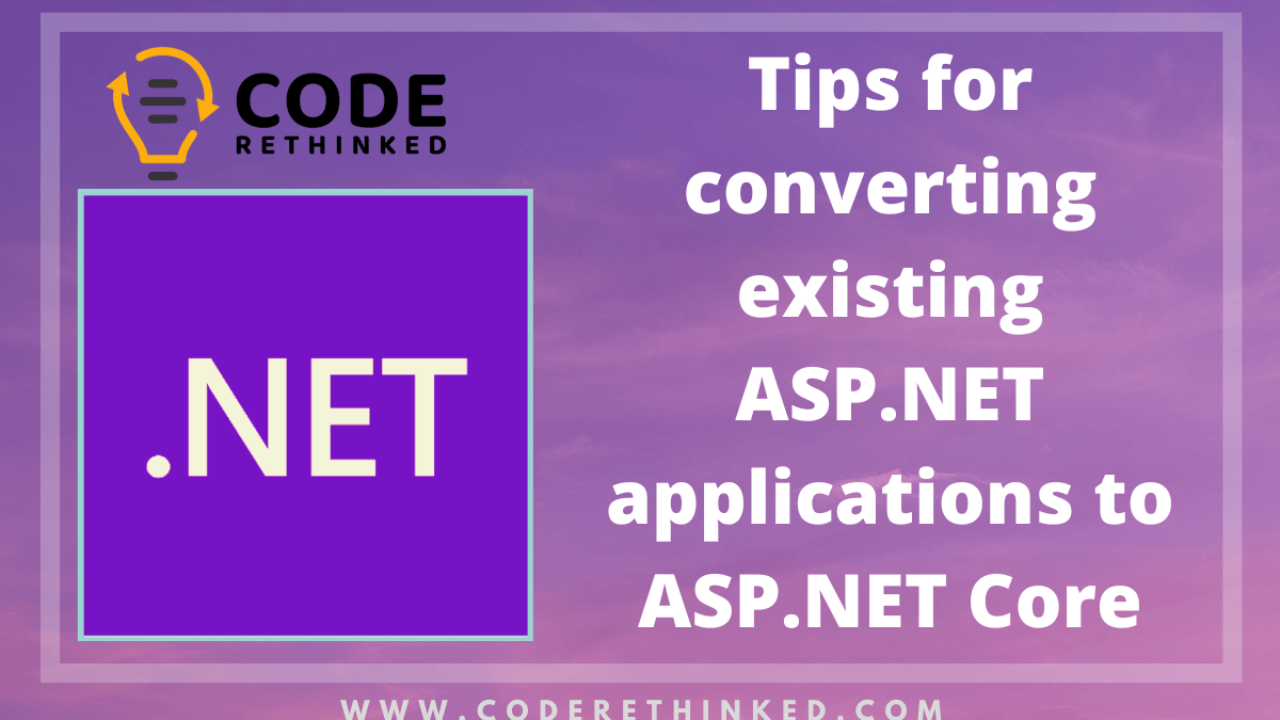 CODE
RETHINKED
.NET
Tips for
converting
existing
ASP.NET
applications to
ASP.NET Core
WWW.CODERETHINKED.COM